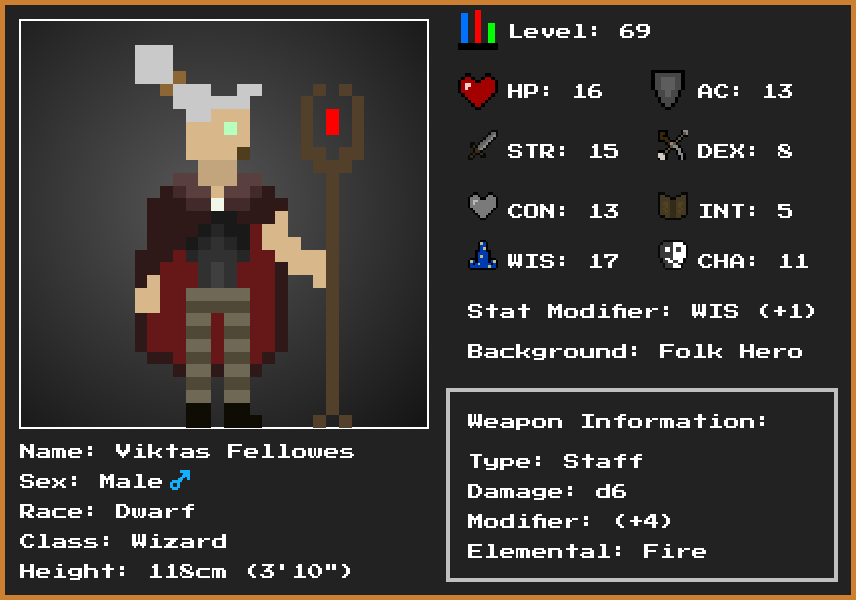 Level: 69
HP: 16
AC: 13
STR: 15
DEX: 8
CON: 13
INT: 5
WIS: 17
CHA: 11
Stat Modifier: WIS (+1)
Background: Folk Hero
Weapon Information:
Type: Staff
Damage: d6
Modifier: (+4)
Elemental: Fire
Name: Viktas Fellowes
Sex: Male ♂
Race: Dwarf
Class: Wizard
Height: 118cm (3'10")